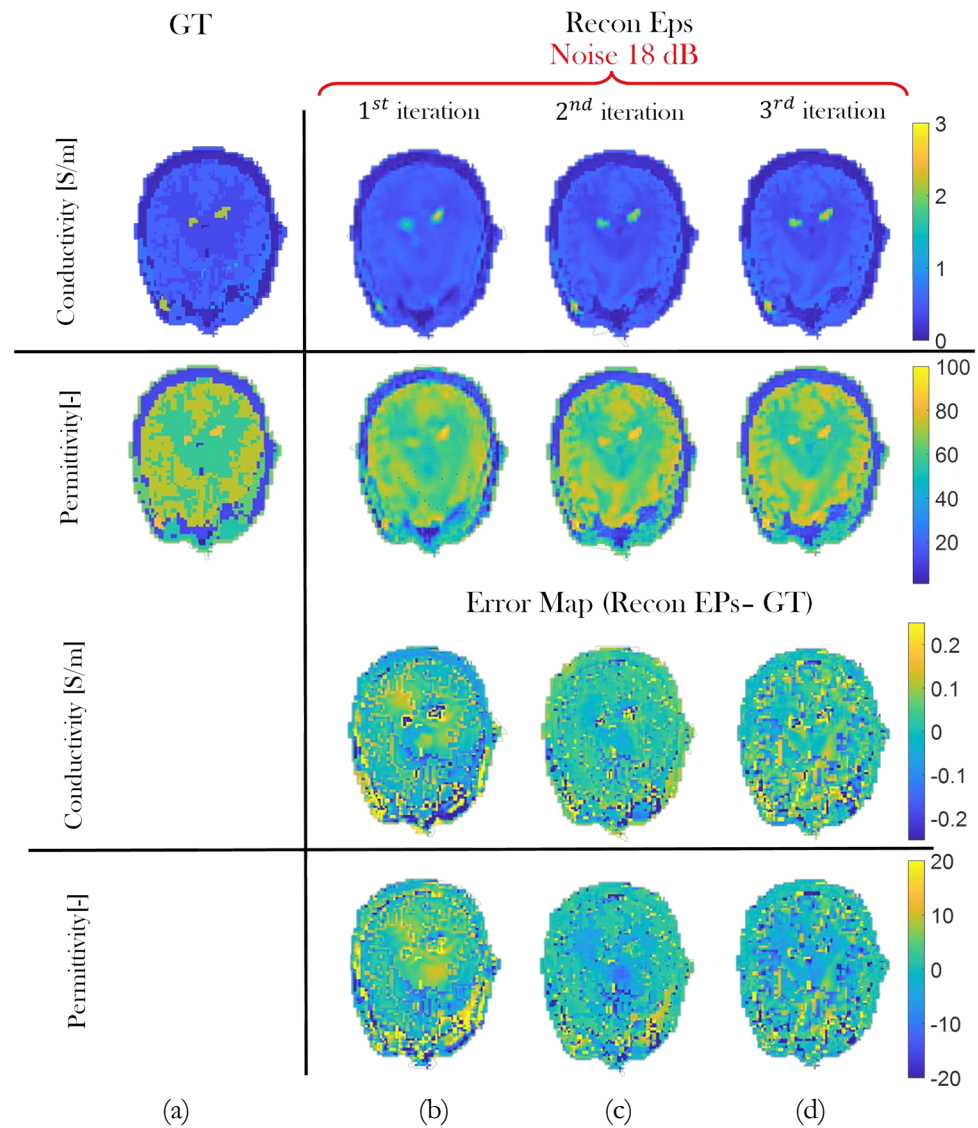 GT
Recon Eps
Noise 18 dB
1st iteration
2nd iteration
3rd iteration
Conductivity [S/m]
3
2
1
0
Permittivity[-]
100
80
60
40
20
Error Map (Recon EPs– GT)
Conductivity [S/m]
0.2
0.1
0
-0.1
-0.2
Permittivity[-]
20
10
0
-10
-20
(a)
(b)
(c)
(d)